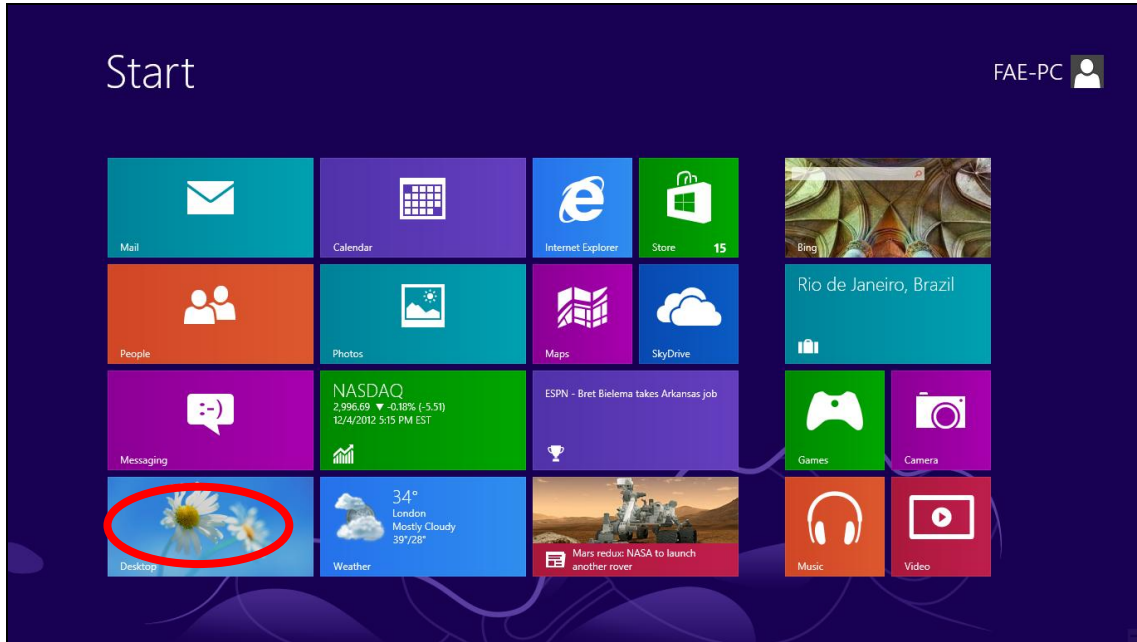 Start
FAE-PC
Mail
Calendar
Internet Explorer
Store 15
Bing
People
Photos
Maps
SkyDrive
Rio de Janeiro, Brazil
Messaging
NASDAQ
2,996.69 ▼ -0.18% (-5.51)
12/4/2012 5:15 PM EST
ESPN - Bret Bielema takes Arkansas job
Games
Camera
Desktop
34°
London
Mostly Cloudy
39°/28°
Weather
Mars redux: NASA to launch
another rover
Music
Video